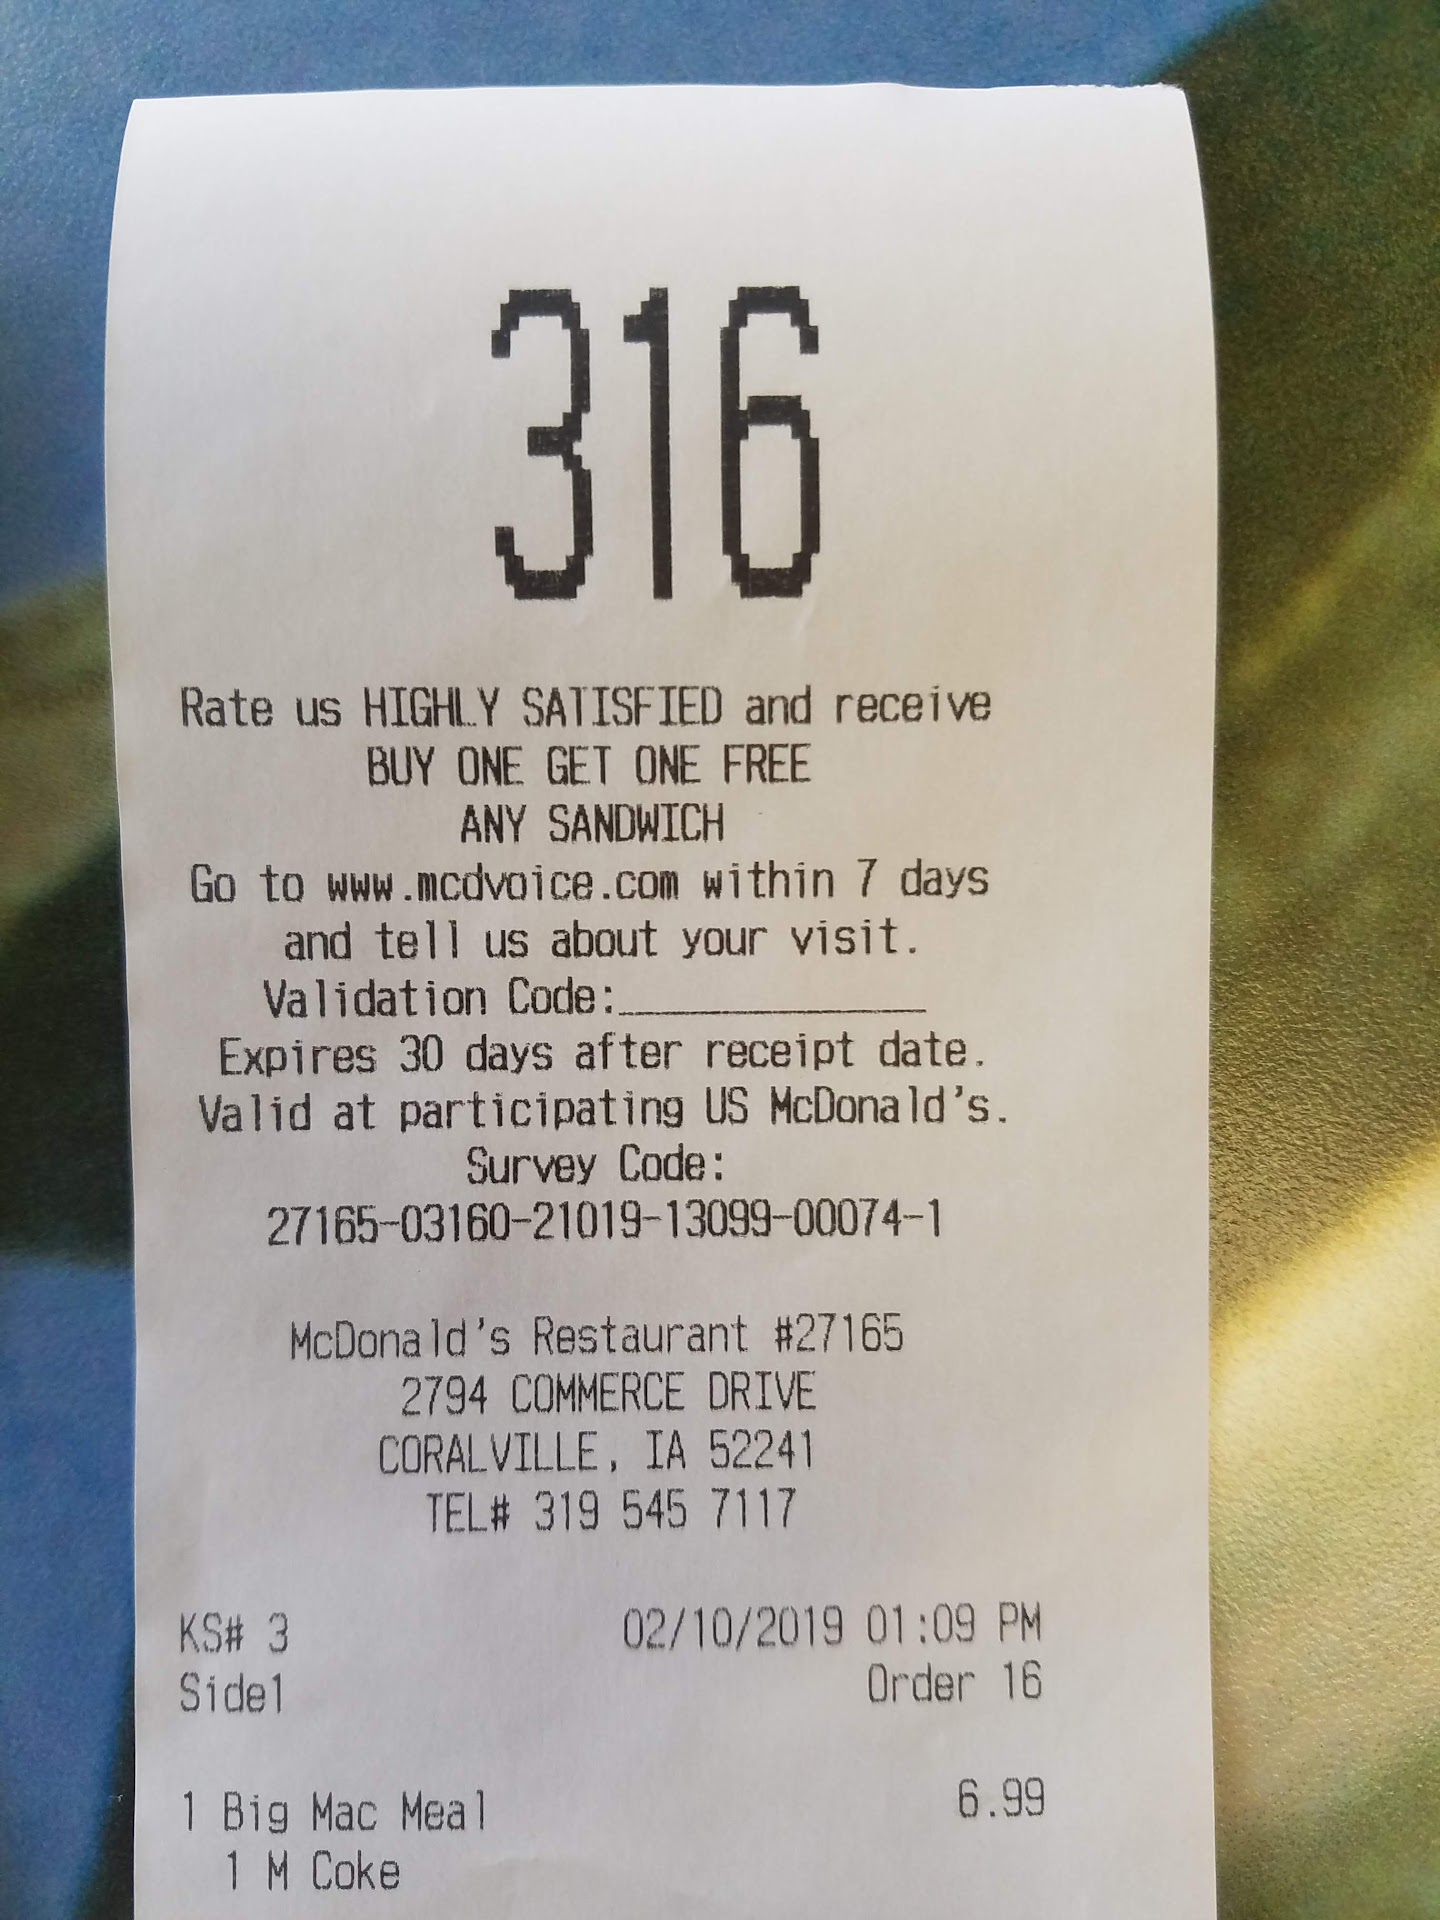 316
Rate us HIGHLY SATISFIED and receive
BUY ONE GET ONE FREE
ANY SANDWICH
Go to www.mcdvoice.com within 7 days
and tell us about your visit.
Validation Code:______________
Expires 30 days after receipt date.
Valid at participating US McDonald's.
Survey Code:
27165-03160-21019-13099-00074-1
McDonald's Restaurant #27165
2794 COMMERCE DRIVE
CORALVILLE, IA 52241
TEL# 319 545 7117
KS# 3 02/10/2019 01:09 PM
Side1 Order 16
1 Big Mac Meal 6.99
1 M Coke